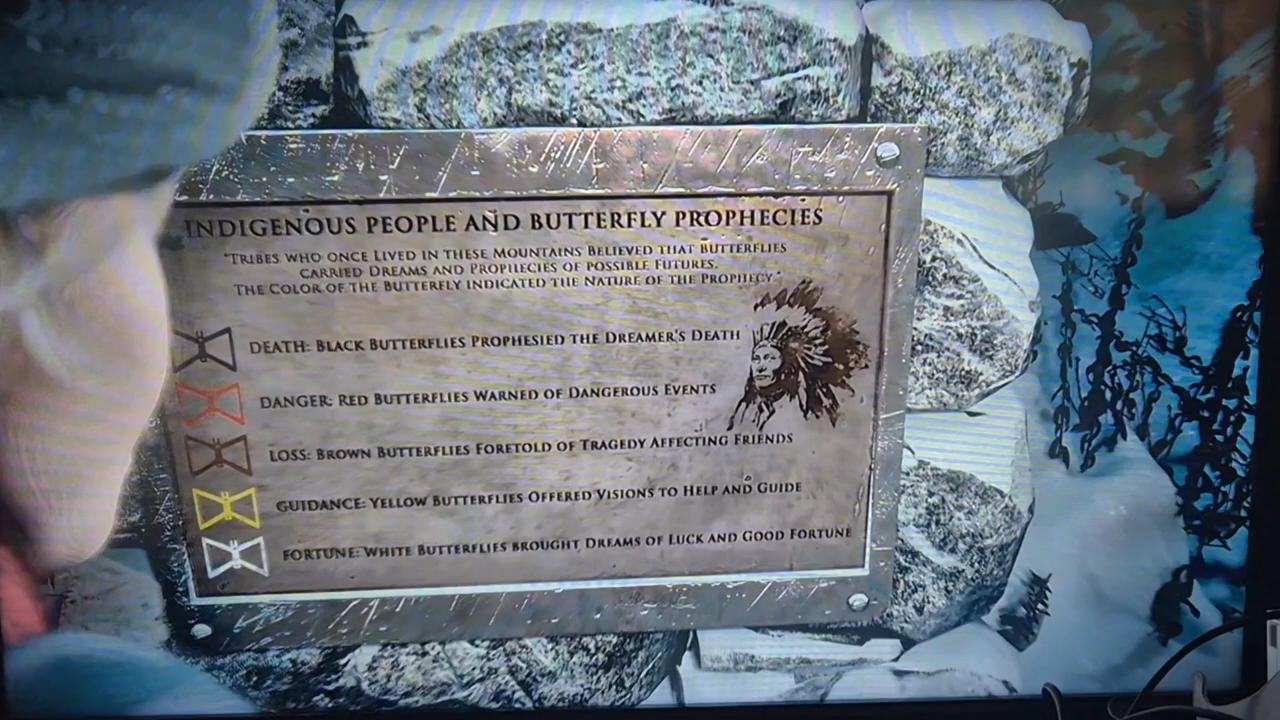 INDIGENOUS PEOPLE AND BUTTERFLY PROPHECIES
"TRIBES WHO ONCE LIVED IN THESE MOUNTAINS BELIEVED THAT BUTTERFLIES
CARRIED DREAMS AND PROPHECIES OF POSSIBLE FUTURES.
THE COLOR OF THE BUTTERFLY INDICATED THE NATURE OF THE PROPHECY."
DEATH: BLACK BUTTERFLIES PROPHESIED THE DREAMER'S DEATH
DANGER: RED BUTTERFLIES WARNED OF DANGEROUS EVENTS
LOSS: BROWN BUTTERFLIES FORETOLD OF TRAGEDY AFFECTING FRIENDS
GUIDANCE: YELLOW BUTTERFLIES OFFERED VISIONS TO HELP AND GUIDE
FORTUNE: WHITE BUTTERFLIES BROUGHT DREAMS OF LUCK AND GOOD FORTUNE